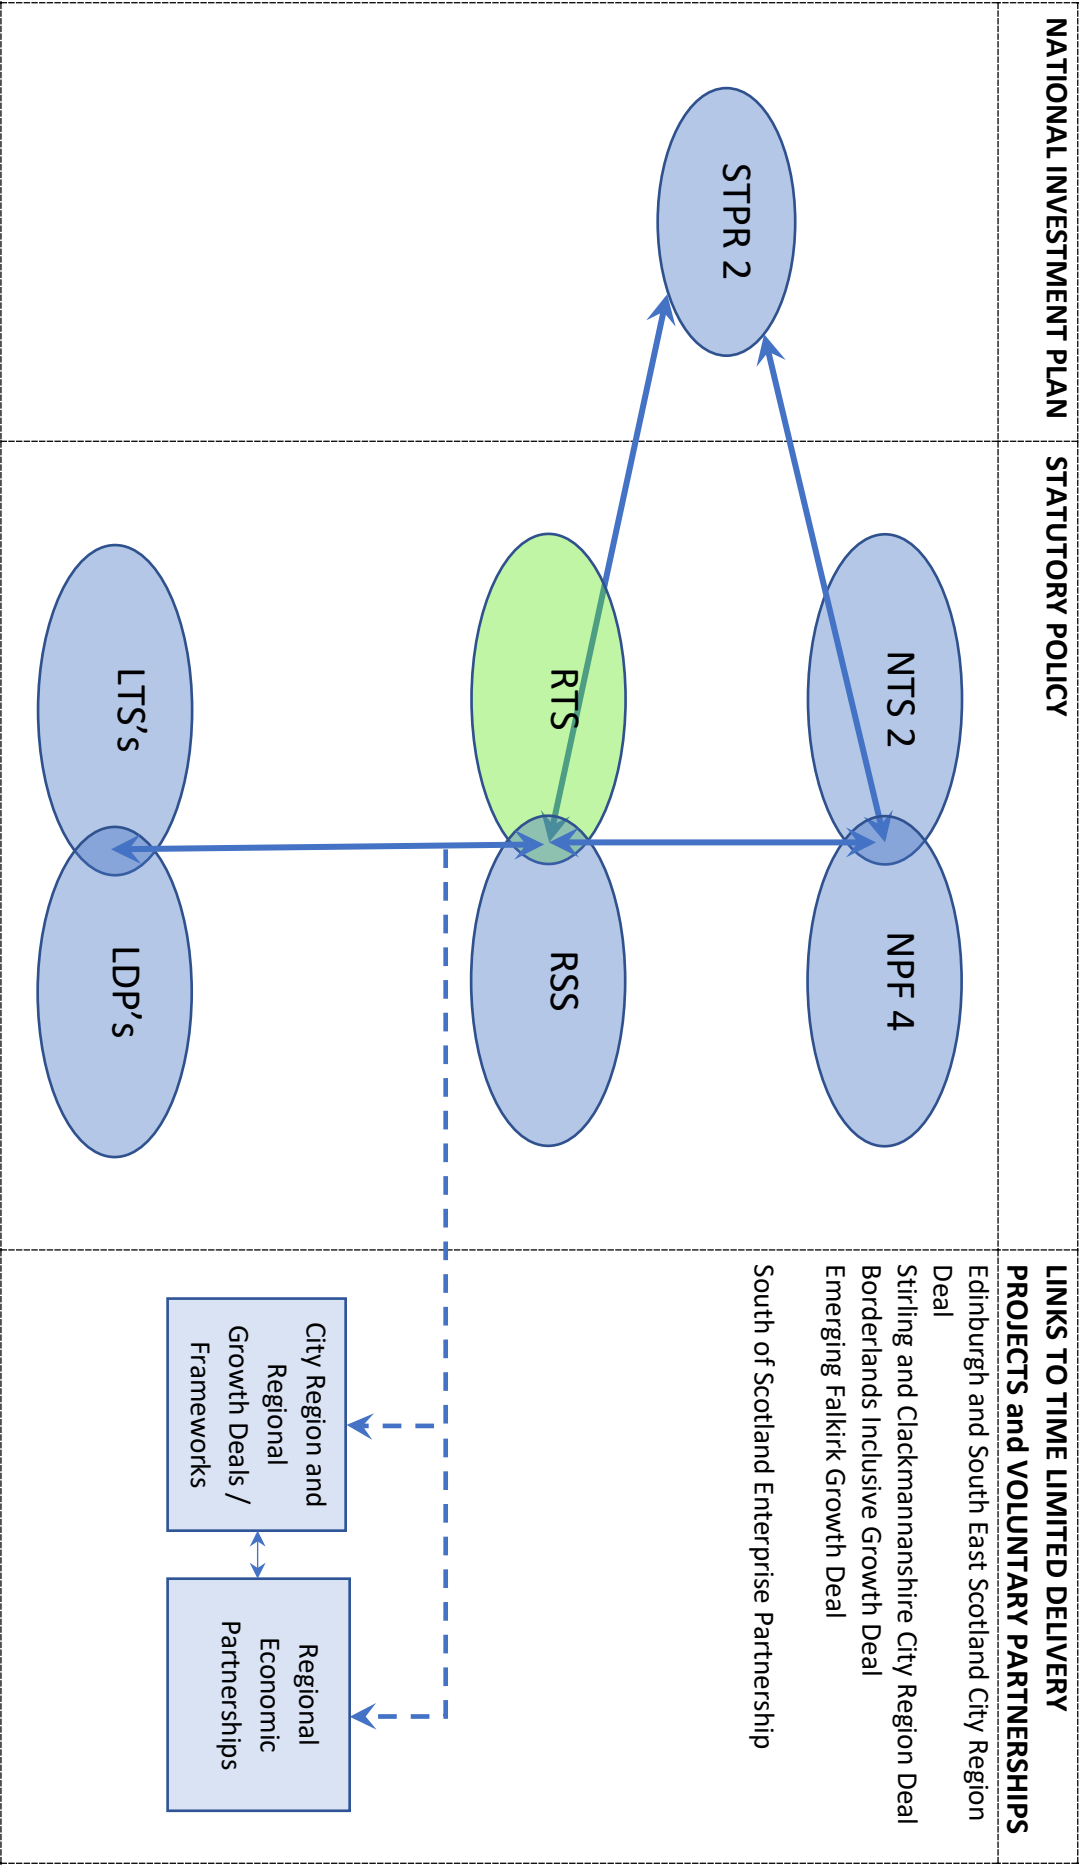 NATIONAL INVESTMENT PLAN
STATUTORY POLICY
LINKS TO TIME LIMITED DELIVERY
PROJECTS and VOLUNTARY PARTNERSHIPS
STPR 2
NTS 2
NPF 4
RTS
RSS
LTS's
LDP's
Edinburgh and South East Scotland City Region
Deal
Stirling and Clackmannanshire City Region Deal
Borderlands Inclusive Growth Deal
Emerging Falkirk Growth Deal
South of Scotland Enterprise Partnership
City Region and
Regional
Growth Deals /
Frameworks
Regional
Economic
Partnerships